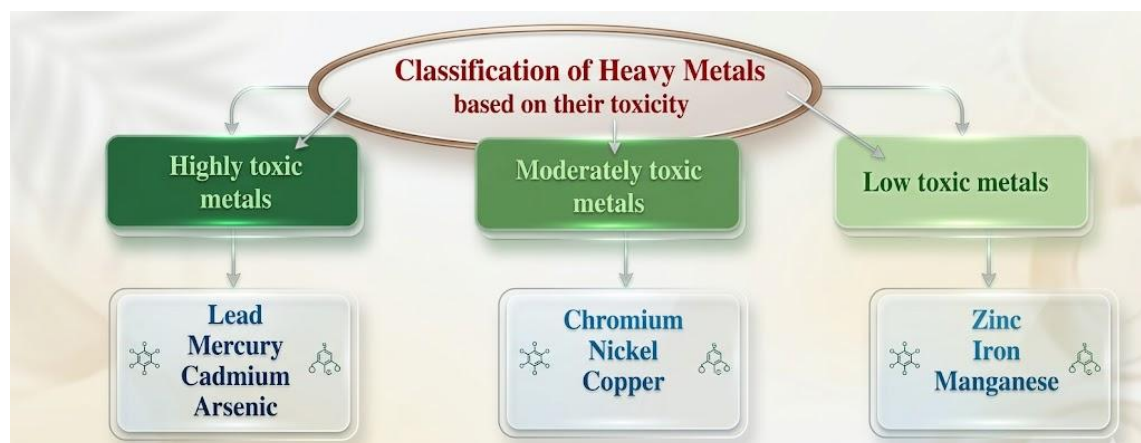 Classification of Heavy Metals
based on their toxicity
Highly toxic
metals
Moderately toxic
metals
Low toxic metals
Lead
Mercury
Cadmium
Arsenic
Chromium
Nickel
Copper
Zinc
Iron
Manganese